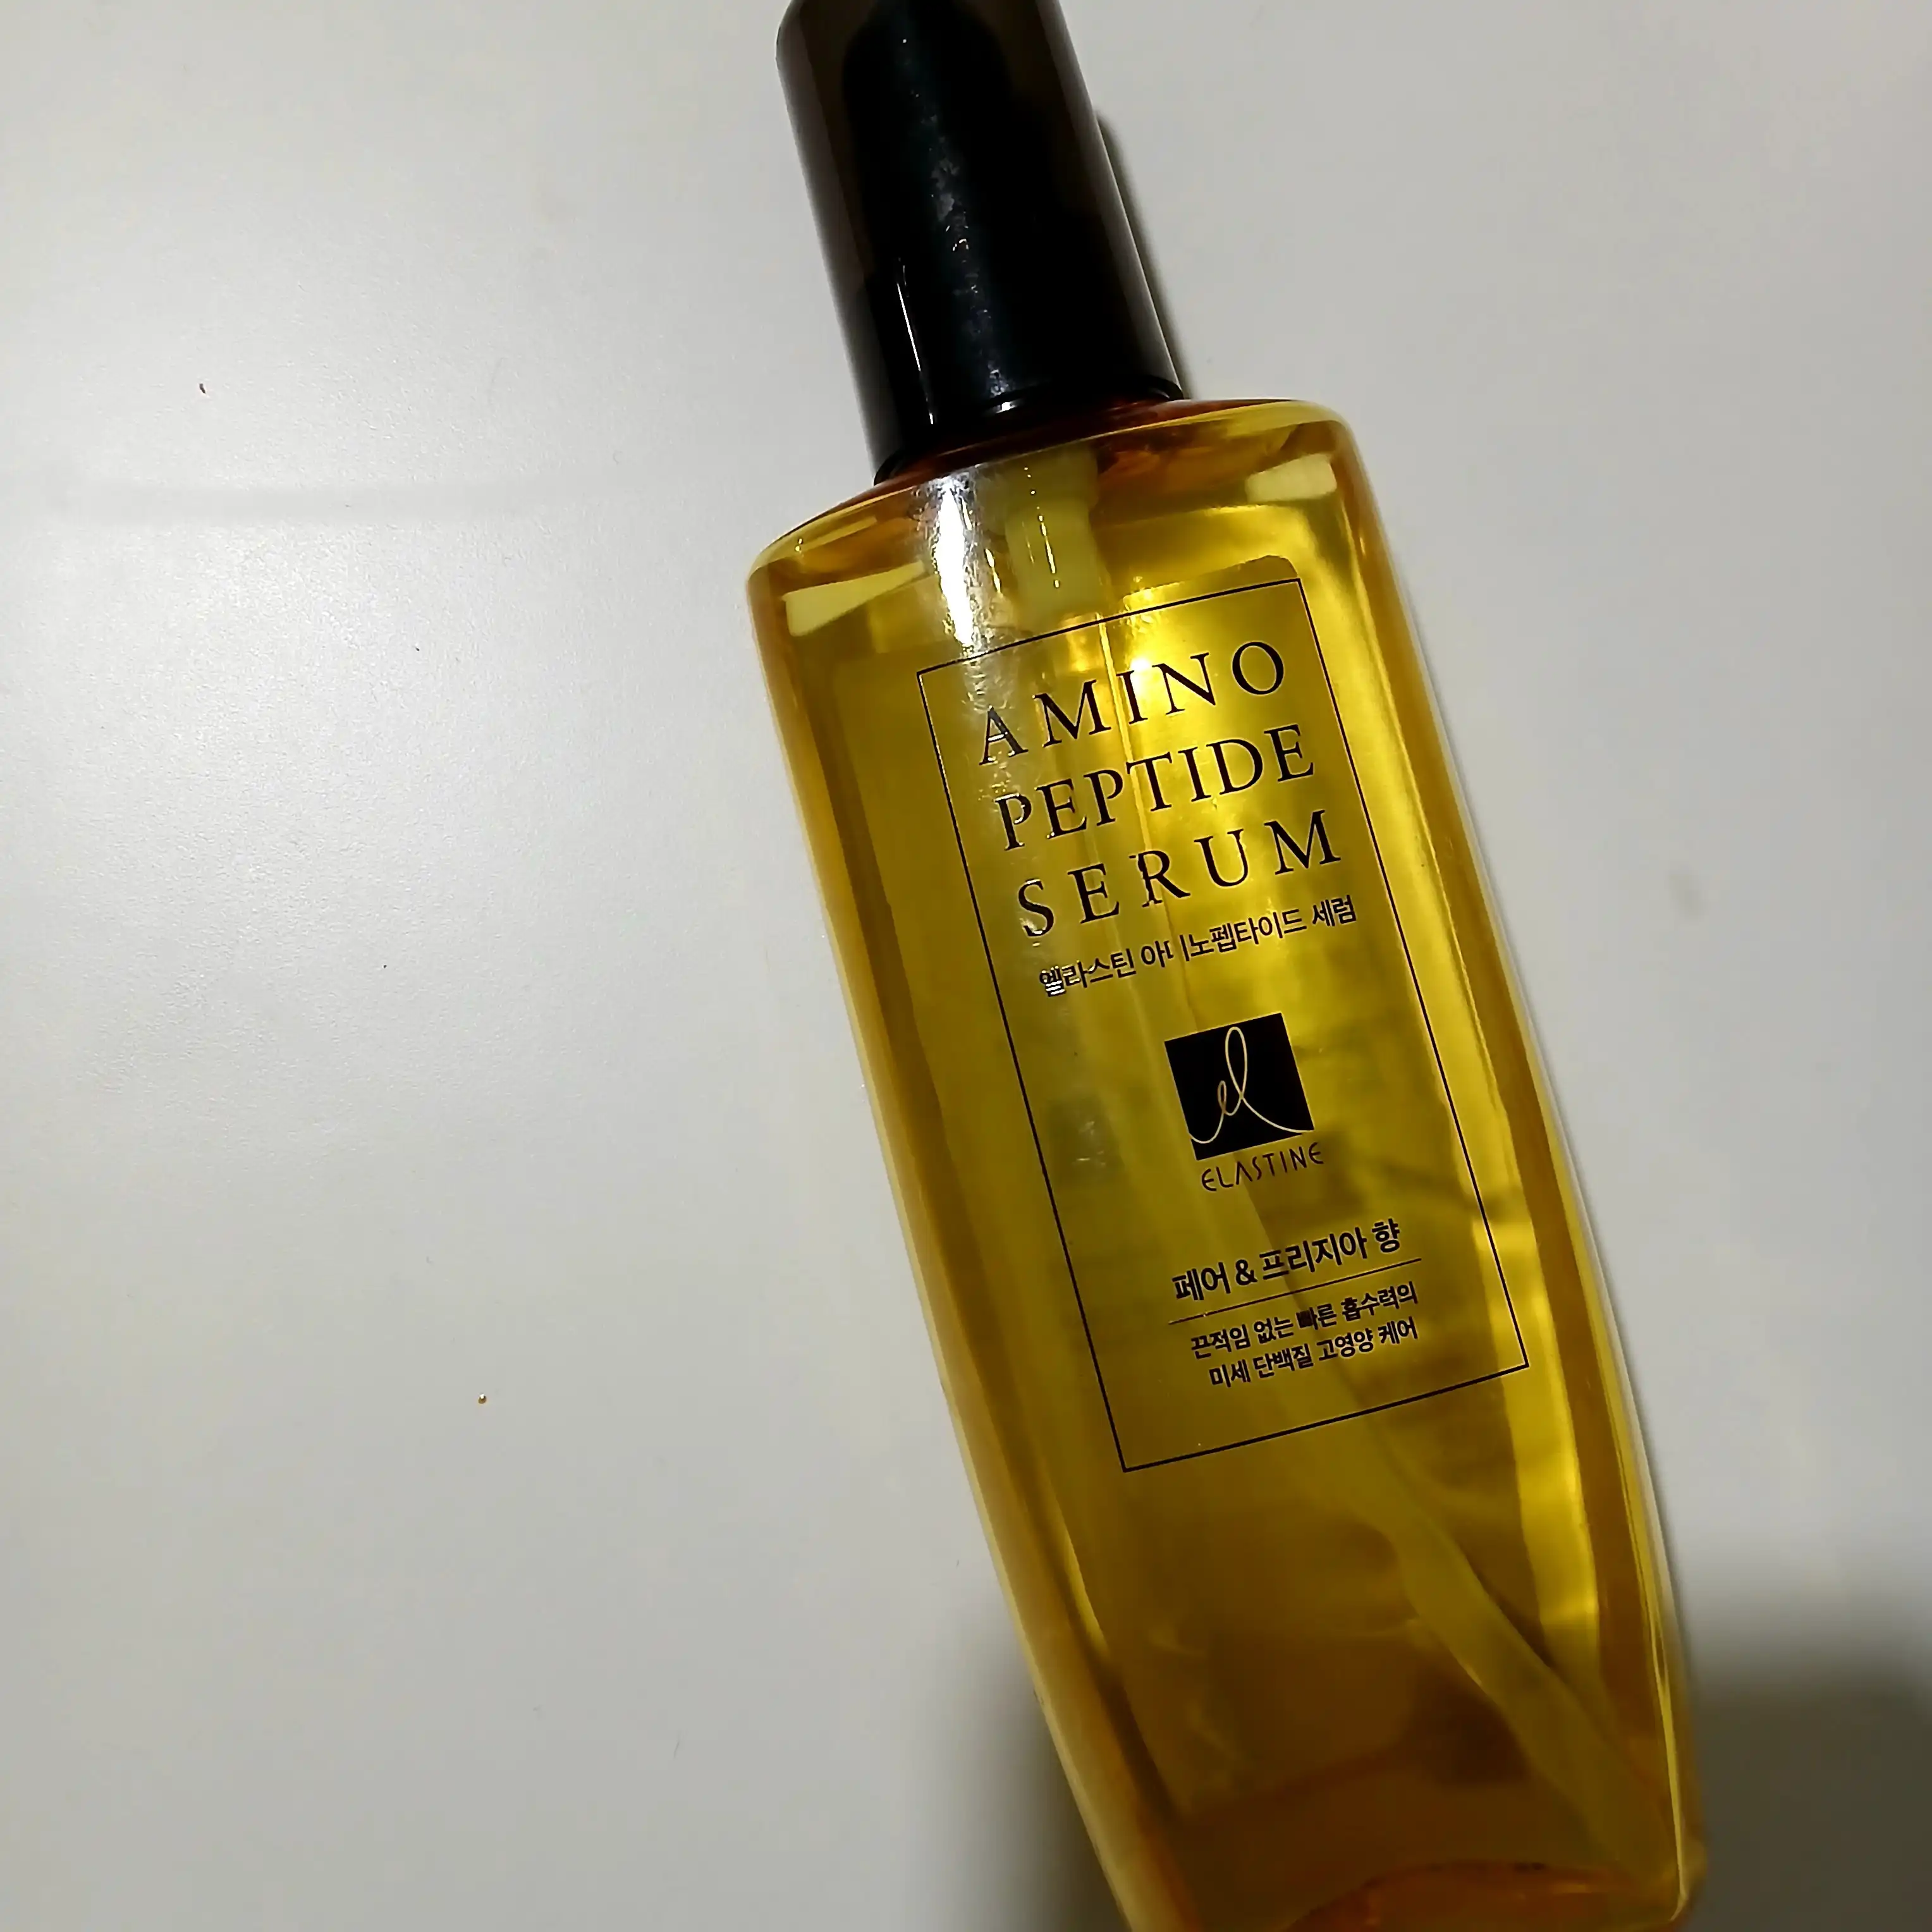 AMINO
PEPTIDE
SERUM
엘라스틴 아미노펩타이드 세럼
el
ELASTINE
페어 & 프리지아 향
끈적임 없는 빠른 흡수력의
미세 단백질 고영양 케어